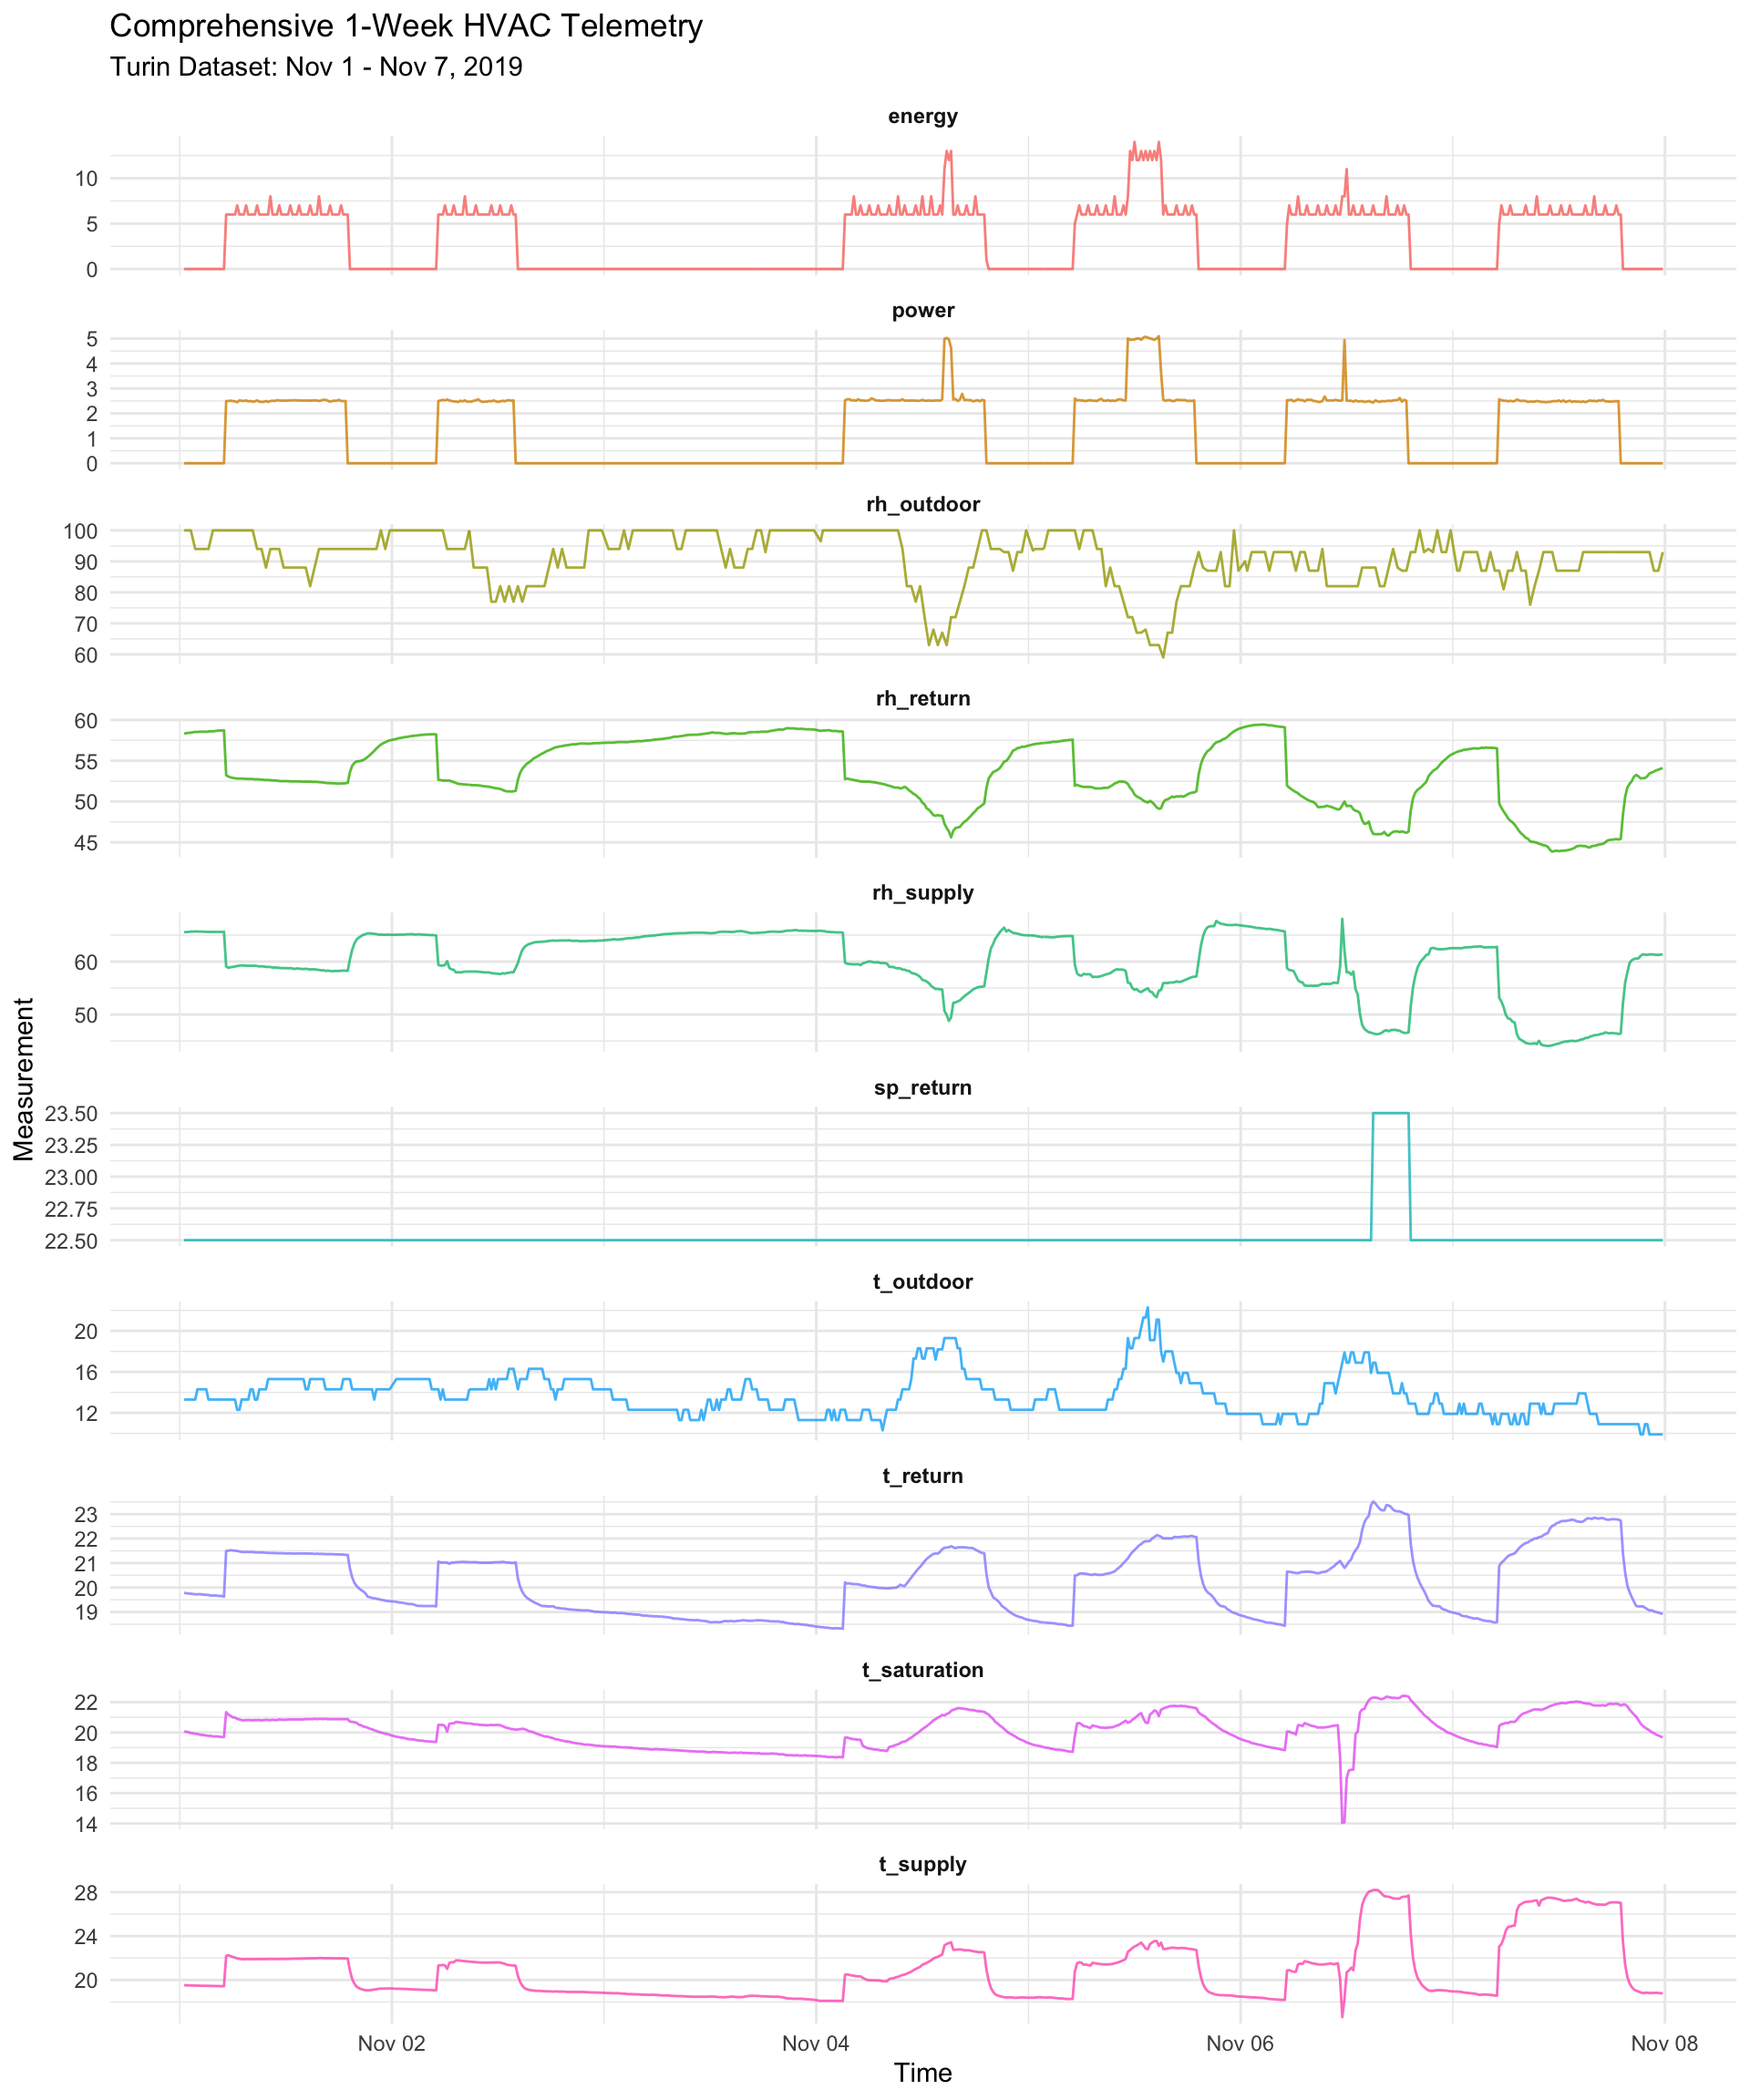 Comprehensive 1-Week HVAC Telemetry
Turin Dataset: Nov 1 - Nov 7, 2019
energy
10
5
0
power
5
4
3
2
1
0
rh_outdoor
100
90
80
70
60
rh_return
60
55
50
45
rh_supply
60
50
Measurement
sp_return
23.50
23.25
23.00
22.75
22.50
t_outdoor
20
16
12
t_return
23
22
21
20
19
t_saturation
22
20
18
16
14
t_supply
28
24
20
Nov 02 Nov 04 Nov 06 Nov 08
Time